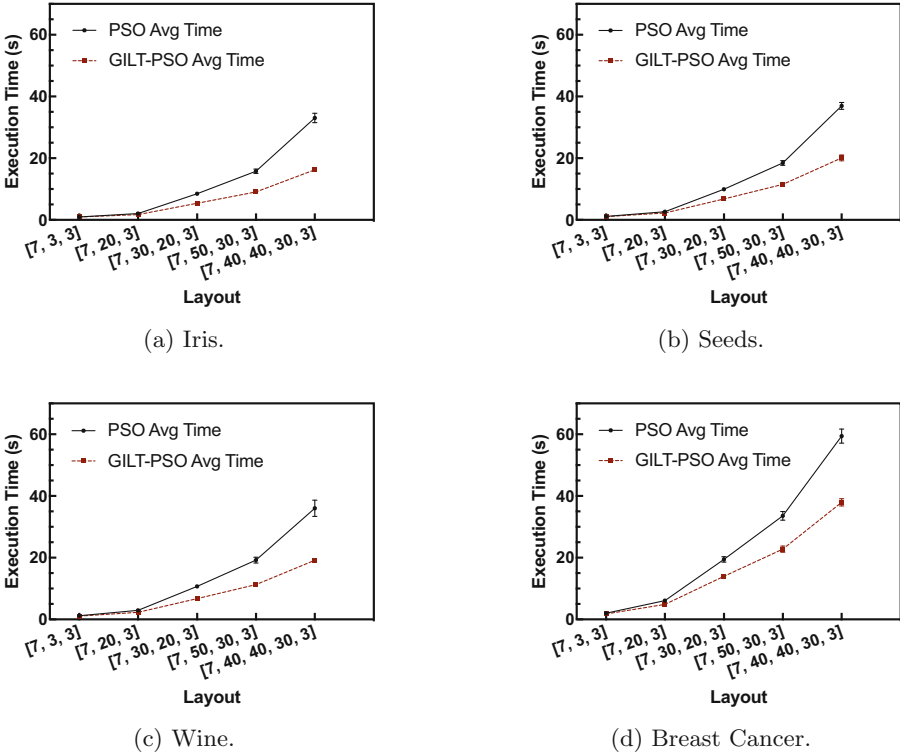 PSO Avg Time
GILT-PSO Avg Time
Execution Time (s)
60
40
20
0
[7, 3, 3]
[7, 20, 3]
[7, 30, 20, 3]
[7, 50, 30, 3]
[7, 40, 40, 30, 3]
Layout
(a) Iris.
PSO Avg Time
GILT-PSO Avg Time
Execution Time (s)
60
40
20
0
[7, 3, 3]
[7, 20, 3]
[7, 30, 20, 3]
[7, 50, 30, 3]
[7, 40, 40, 30, 3]
Layout
(b) Seeds.
PSO Avg Time
GILT-PSO Avg Time
Execution Time (s)
60
40
20
0
[7, 3, 3]
[7, 20, 3]
[7, 30, 20, 3]
[7, 50, 30, 3]
[7, 40, 40, 30, 3]
Layout
(c) Wine.
PSO Avg Time
GILT-PSO Avg Time
Execution Time (s)
60
40
20
0
[7, 3, 3]
[7, 20, 3]
[7, 30, 20, 3]
[7, 50, 30, 3]
[7, 40, 40, 30, 3]
Layout
(d) Breast Cancer.